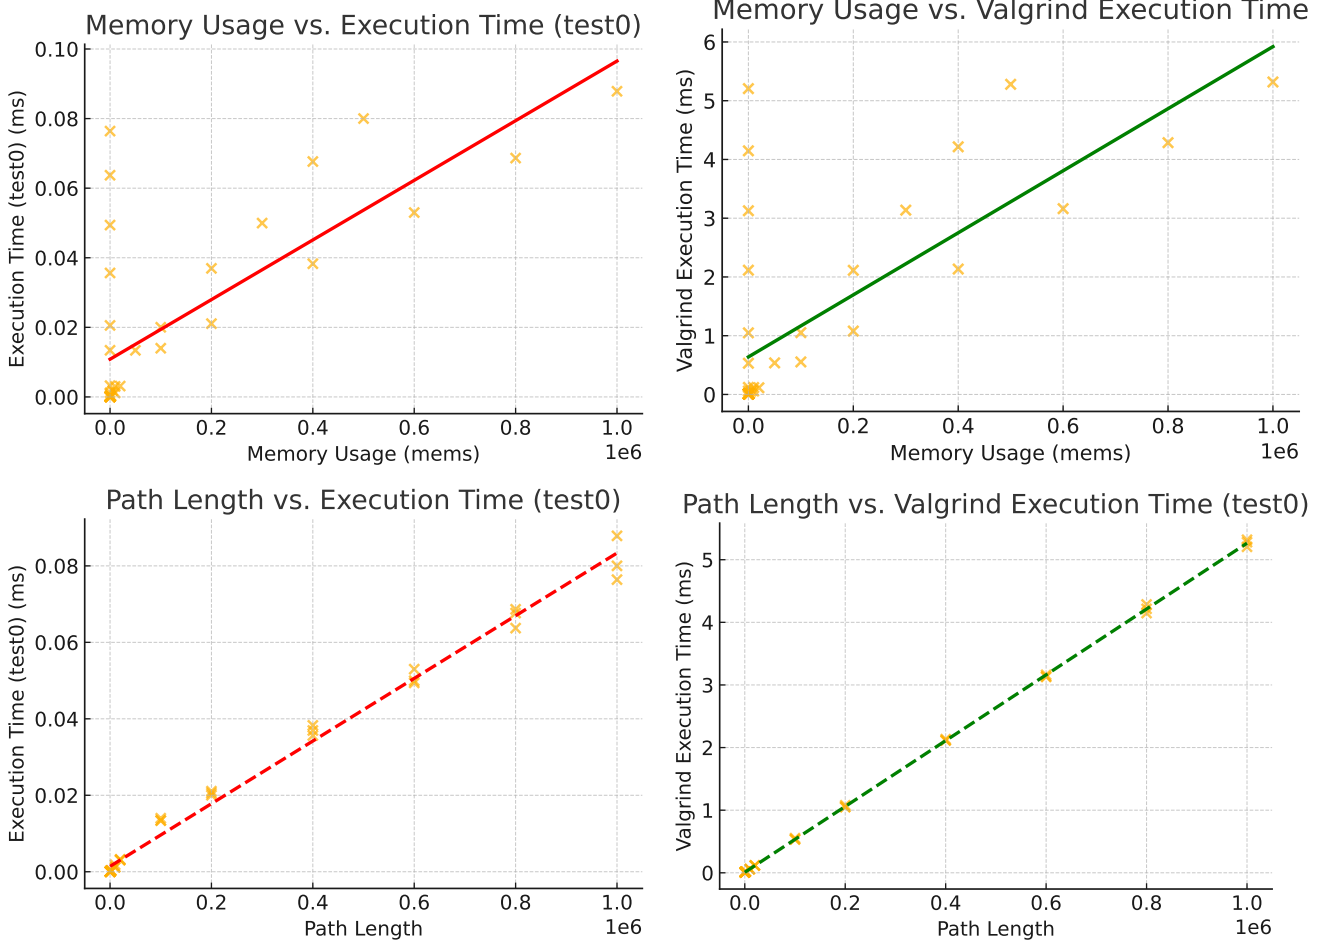 Memory Usage vs. Execution Time (test0)
Execution Time (test0) (ms)
0.10
0.08
0.06
0.04
0.02
0.00
0.0 0.2 0.4 0.6 0.8 1.0
Memory Usage (mems)
1e6
Memory Usage vs. Valgrind Execution Time
Valgrind Execution Time (ms)
6
5
4
3
2
1
0
0.0 0.2 0.4 0.6 0.8 1.0
Memory Usage (mems)
1e6
Path Length vs. Execution Time (test0)
Execution Time (test0) (ms)
0.08
0.06
0.04
0.02
0.00
0.0 0.2 0.4 0.6 0.8 1.0
Path Length
1e6
Path Length vs. Valgrind Execution Time (test0)
Valgrind Execution Time (ms)
5
4
3
2
1
0
0.0 0.2 0.4 0.6 0.8 1.0
Path Length
1e6